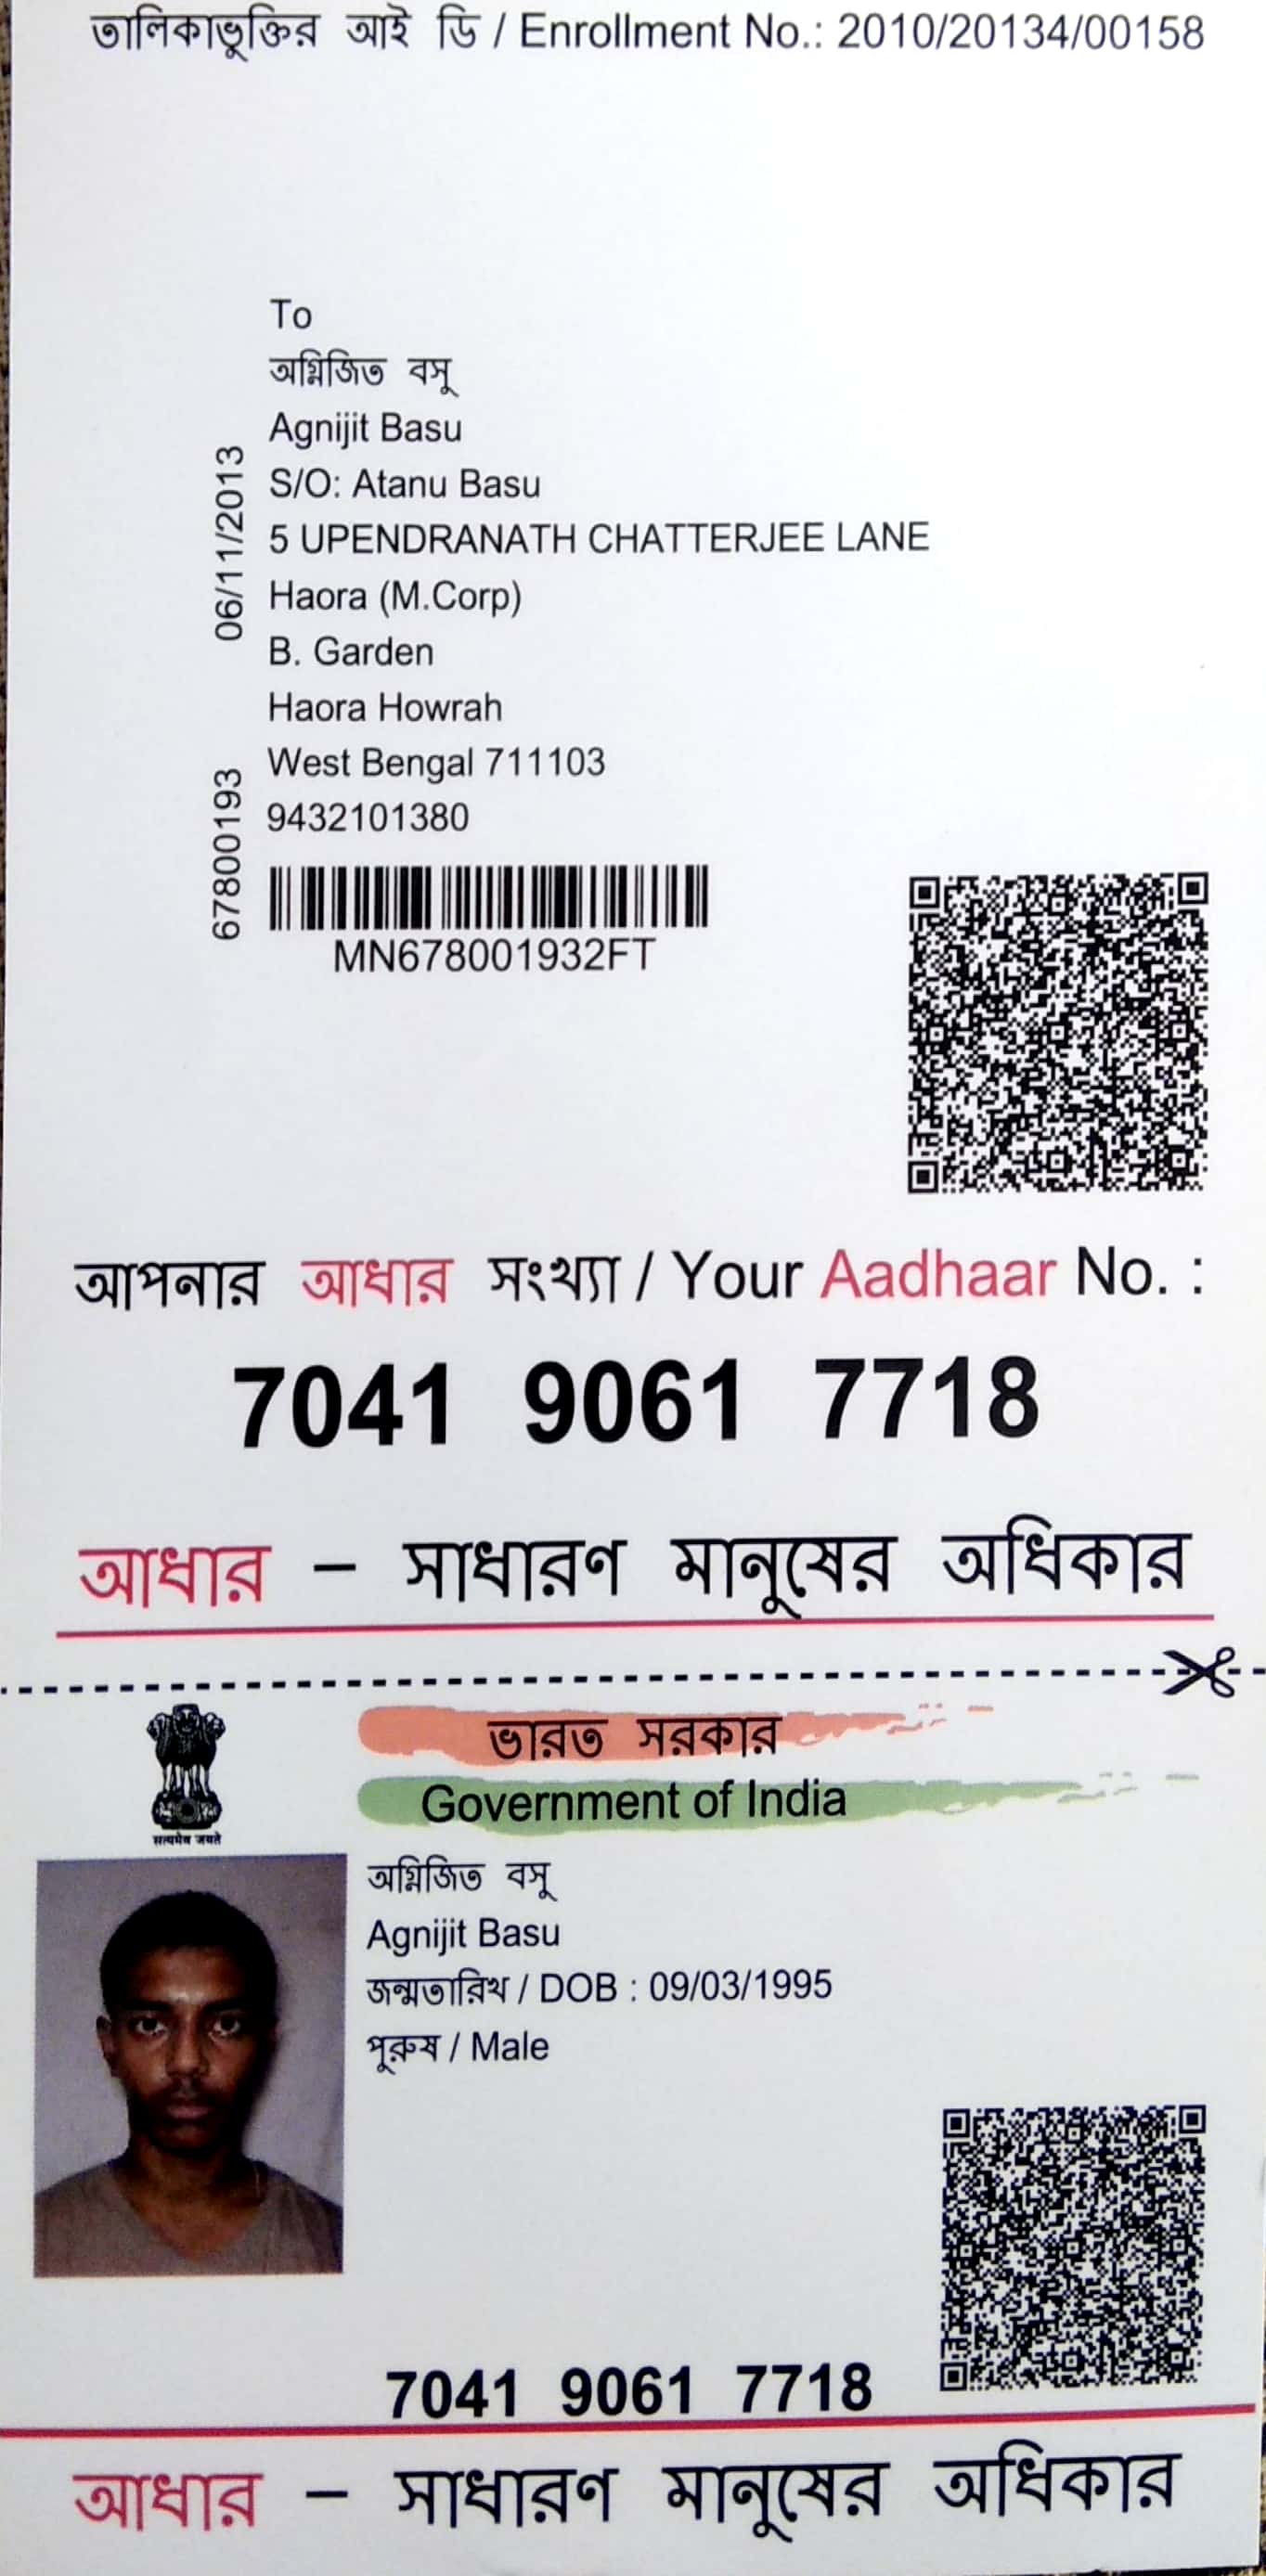 তালিকাভুক্তির আই ডি / Enrollment No.: 2010/20134/00158
To
অগ্নিজিত বসু
Agnijit Basu
S/O: Atanu Basu
5 UPENDRANATH CHATTERJEE LANE
Haora (M.Corp)
B. Garden
Haora Howrah
West Bengal 711103
9432101380
06/11/2013
67800193
MN678001932FT
আপনার আধার সংখ্যা / Your Aadhaar No. :
7041 9061 7718
আধার – সাধারণ মানুষের অধিকার
ভারত সরকার
Government of India
सत्यमेव जयते
অগ্নিজিত বসু
Agnijit Basu
জন্মতারিখ / DOB : 09/03/1995
পুরুষ / Male
7041 9061 7718
আধার – সাধারণ মানুষের অধিকার